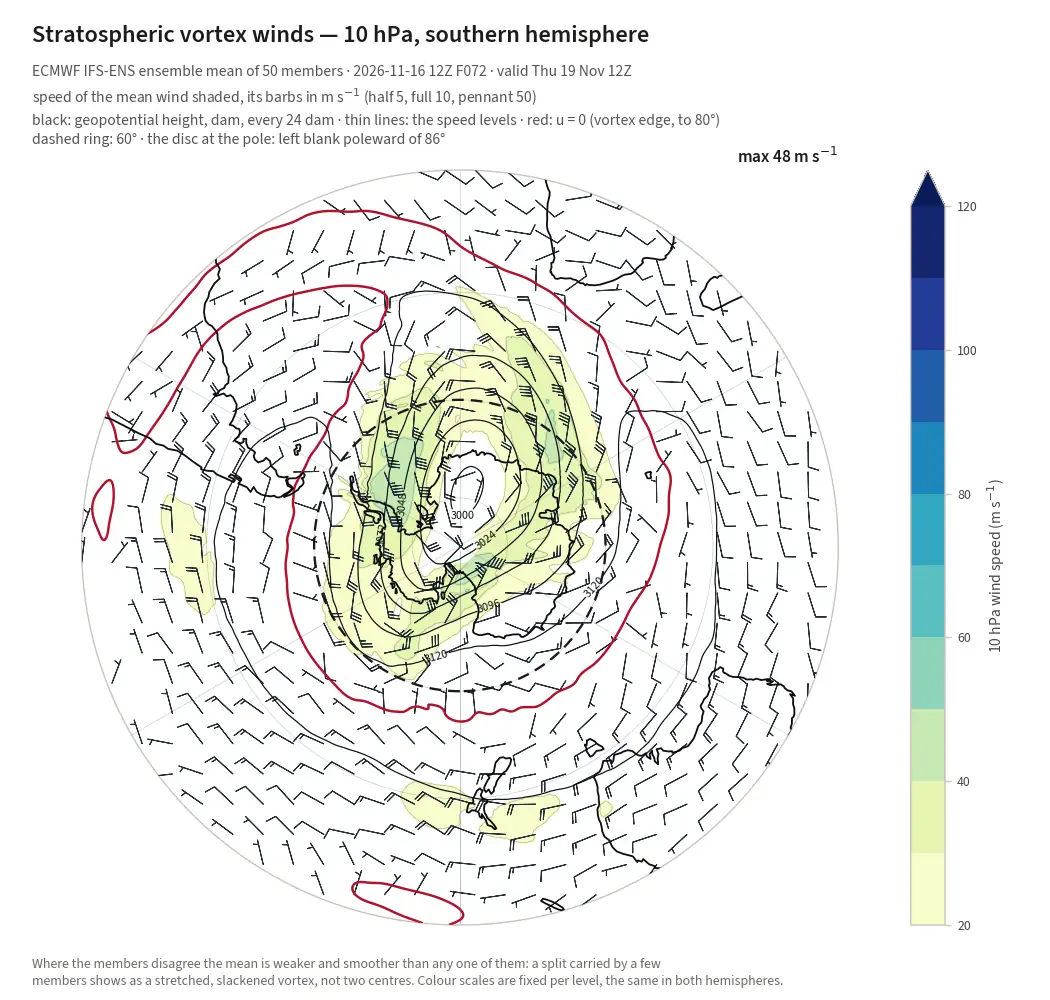 Stratospheric vortex winds — 10 hPa, southern hemisphere
ECMWF IFS-ENS ensemble mean of 50 members · 2026-11-16 12Z F072 · valid Thu 19 Nov 12Z
speed of the mean wind shaded, its barbs in m s⁻¹ (half 5, full 10, pennant 50)
black: geopotential height, dam, every 24 dam · thin lines: the speed levels · red: u = 0 (vortex edge, to 80°)
dashed ring: 60° · the disc at the pole: left blank poleward of 86°
max 48 m s⁻¹
120
100
80
60
40
20
10 hPa wind speed (m s⁻¹)
3048
3000
3024
3120
3096
3120
Where the members disagree the mean is weaker and smoother than any one of them: a split carried by a few
members shows as a stretched, slackened vortex, not two centres. Colour scales are fixed per level, the same in both hemispheres.